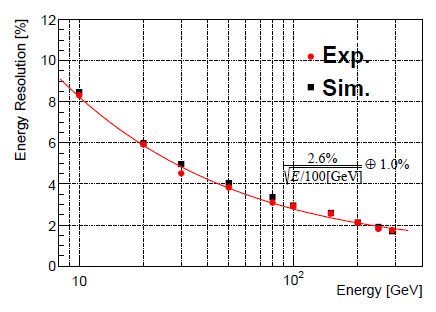 Energy Resolution [%]
12
10
8
6
4
2
0
Exp.
Sim.
2.6%
√E/100[GeV] ⊕ 1.0%
10
10²
Energy [GeV]